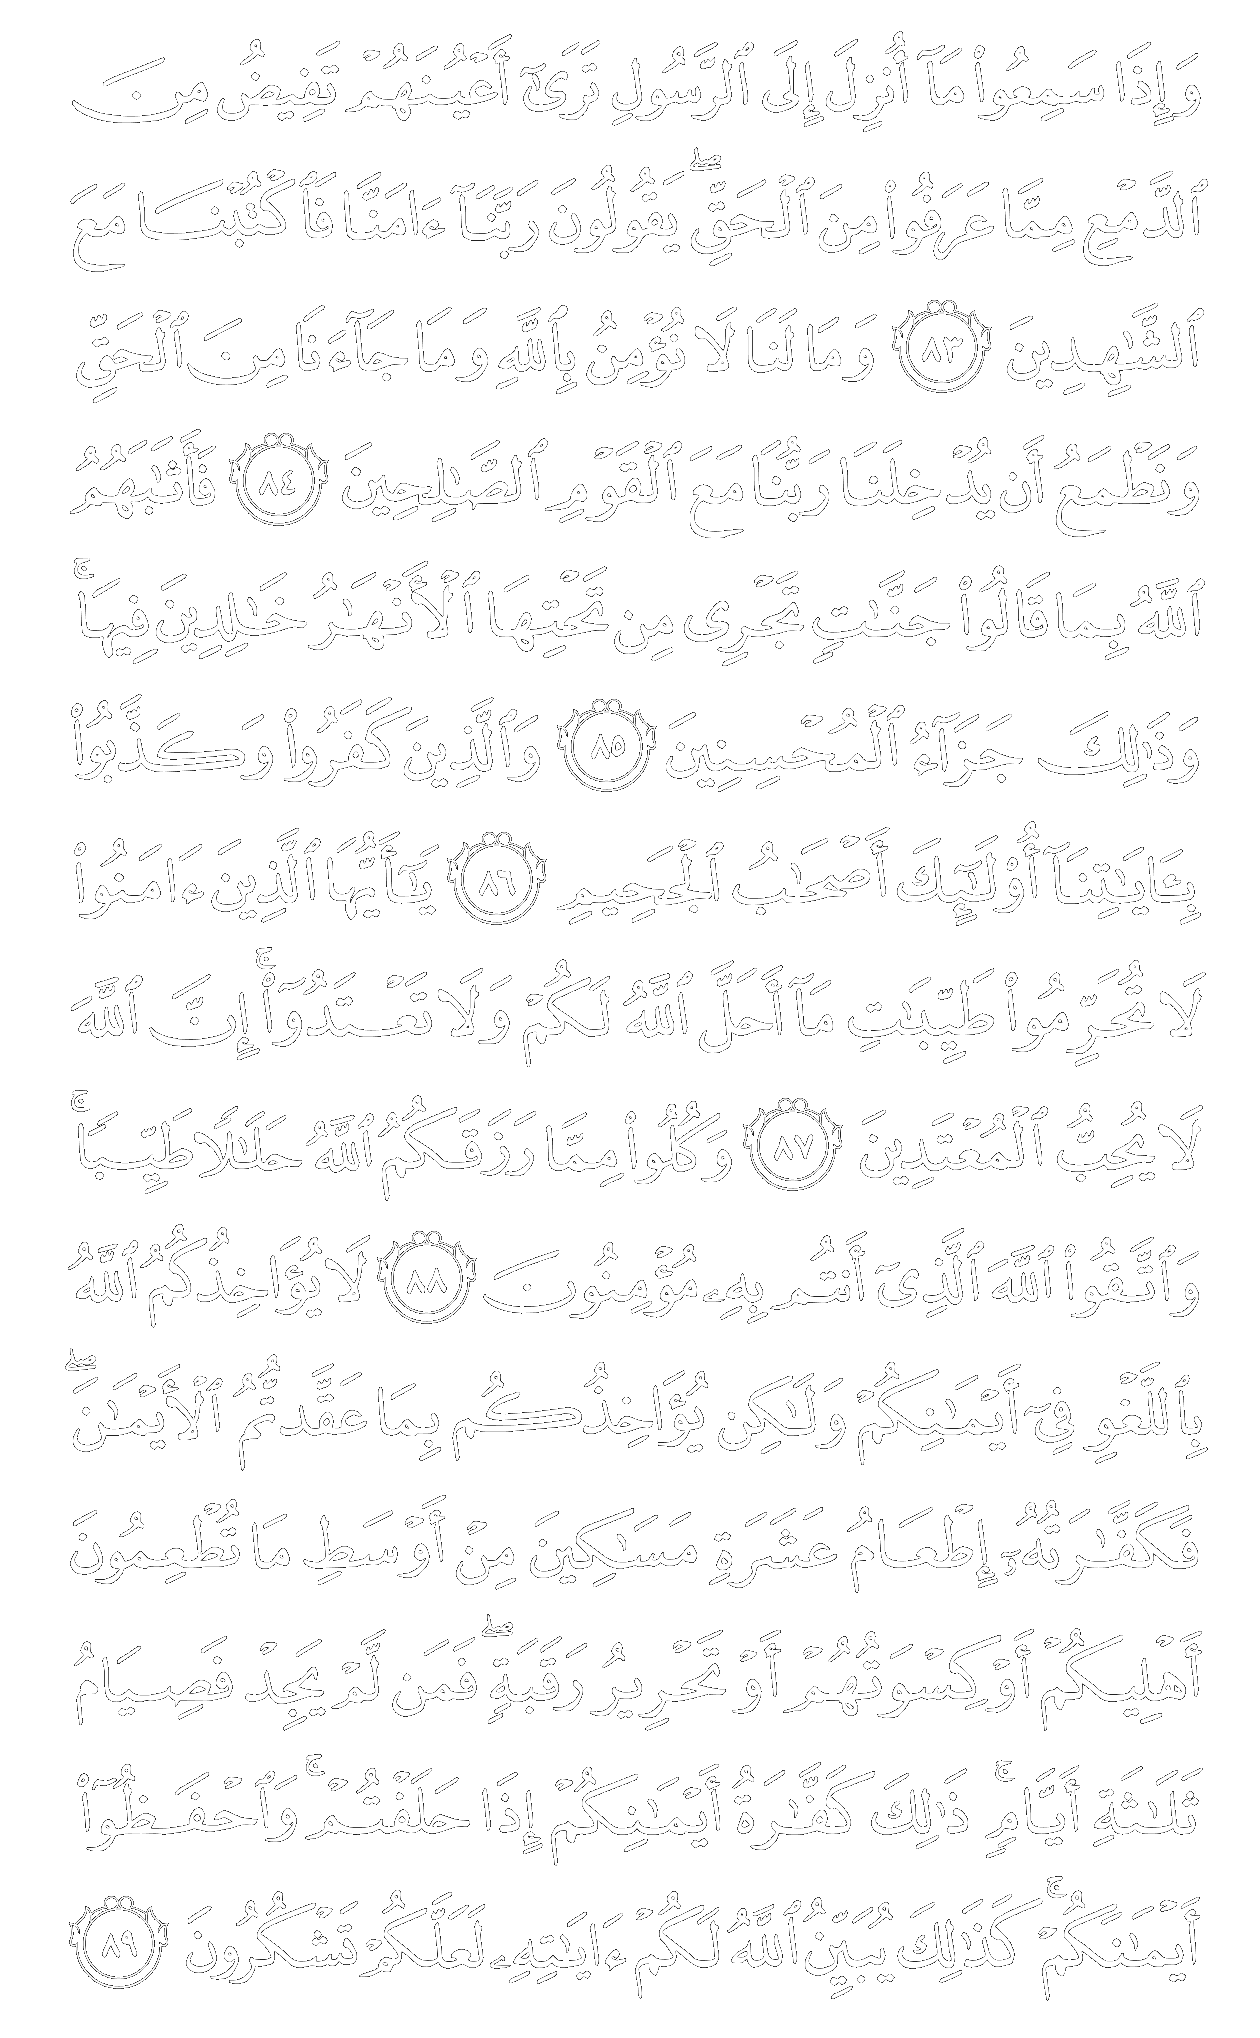 وَإِذَا سَمِعُوا۟ مَآ أُنزِلَ إِلَى ٱلرَّسُولِ تَرَىٰٓ أَعْيُنَهُمْ تَفِيضُ مِنَ
ٱلدَّمْعِ مِمَّا عَرَفُوا۟ مِنَ ٱلْحَقِّ ۖ يَقُولُونَ رَبَّنَآ ءَامَنَّا فَٱكْتُبْنَا مَعَ
ٱلشَّـٰهِدِينَ ٨٣ وَمَا لَنَا لَا نُؤْمِنُ بِٱللَّهِ وَمَا جَآءَنَا مِنَ ٱلْحَقِّ
وَنَطْمَعُ أَن يُدْخِلَنَا رَبُّنَا مَعَ ٱلْقَوْمِ ٱلصَّـٰلِحِينَ ٨٤ فَأَثَـٰبَهُمُ
ٱللَّهُ بِمَا قَالُوا۟ جَنَّـٰتٍ تَجْرِى مِن تَحْتِهَا ٱلْأَنْهَـٰرُ خَـٰلِدِينَ فِيهَا ۚ
وَذَٰلِكَ جَزَآءُ ٱلْمُحْسِنِينَ ٨٥ وَٱلَّذِينَ كَفَرُوا۟ وَكَذَّبُوا۟
بِـَٔايَـٰتِنَآ أُو۟لَـٰٓئِكَ أَصْحَـٰبُ ٱلْجَحِيمِ ٨٦ يَـٰٓأَيُّهَا ٱلَّذِينَ ءَامَنُوا۟
لَا تُحَرِّمُوا۟ طَيِّبَـٰتِ مَآ أَحَلَّ ٱللَّهُ لَكُمْ وَلَا تَعْتَدُوٓا۟ ۚ إِنَّ ٱللَّهَ
لَا يُحِبُّ ٱلْمُعْتَدِينَ ٨٧ وَكُلُوا۟ مِمَّا رَزَقَكُمُ ٱللَّهُ حَلَـٰلًا طَيِّبًا ۚ
وَٱتَّقُوا۟ ٱللَّهَ ٱلَّذِىٓ أَنتُم بِهِۦ مُؤْمِنُونَ ٨٨ لَا يُؤَاخِذُكُمُ ٱللَّهُ
بِٱللَّغْوِ فِىٓ أَيْمَـٰنِكُمْ وَلَـٰكِن يُؤَاخِذُكُم بِمَا عَقَّدتُّمُ ٱلْأَيْمَـٰنَ ۖ
فَكَفَّـٰرَتُهُۥٓ إِطْعَامُ عَشَرَةِ مَسَـٰكِينَ مِنْ أَوْسَطِ مَا تُطْعِمُونَ
أَهْلِيكُمْ أَوْ كِسْوَتُهُمْ أَوْ تَحْرِيرُ رَقَبَةٍ ۖ فَمَن لَّمْ يَجِدْ فَصِيَامُ
ثَلَـٰثَةِ أَيَّامٍ ۚ ذَٰلِكَ كَفَّـٰرَةُ أَيْمَـٰنِكُمْ إِذَا حَلَفْتُمْ ۚ وَٱحْفَظُوٓا۟
أَيْمَـٰنَكُمْ ۚ كَذَٰلِكَ يُبَيِّنُ ٱللَّهُ لَكُمْ ءَايَـٰتِهِۦ لَعَلَّكُمْ تَشْكُرُونَ ٨٩